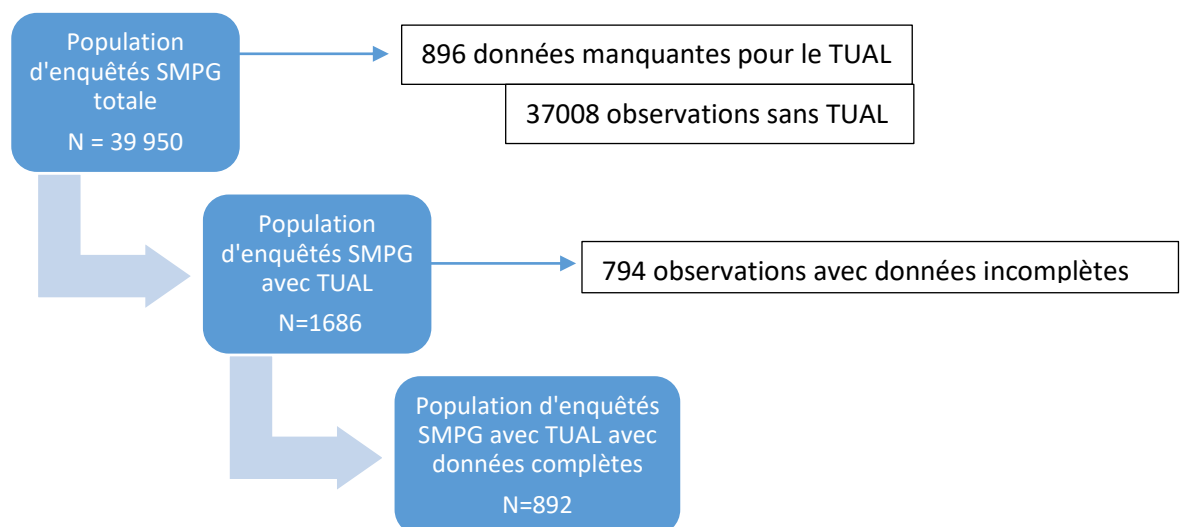 Population
d'enquêtés SMPG
totale
N = 39 950
896 données manquantes pour le TUAL
37008 observations sans TUAL
Population
d'enquêtés SMPG
avec TUAL
N=1686
794 observations avec données incomplètes
Population d'enquêtés
SMPG avec TUAL avec
données complètes
N=892